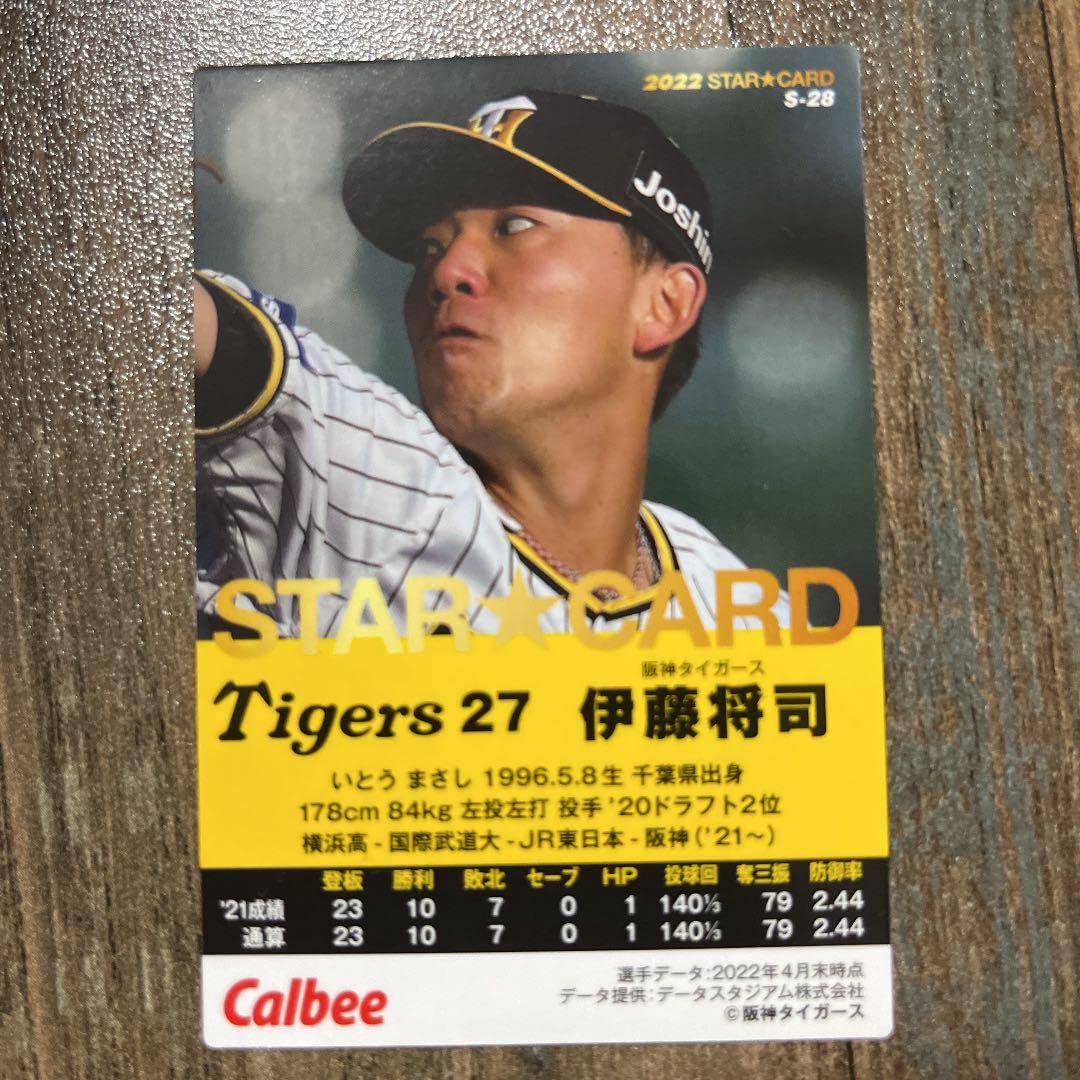 2022 STAR★CARD
S-28
Joshin
STAR★CARD
阪神タイガース
Tigers 27 伊藤将司
いとう まさし 1996.5.8生 千葉県出身
178cm 84kg 左投左打 投手 '20ドラフト2位
横浜高-国際武道大-JR東日本-阪神('21〜)
登板 勝利 敗北 セーブ HP 投球回 奪三振 防御率
'21成績 23 10 7 0 1 140⅓ 79 2.44
通算 23 10 7 0 1 140⅓ 79 2.44
Calbee
選手データ:2022年4月末時点
データ提供:データスタジアム株式会社
©阪神タイガース